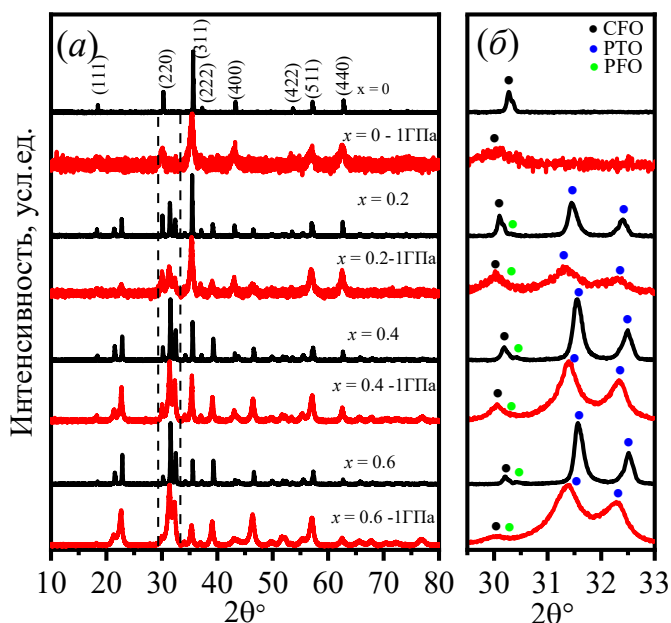 (а)
(111)
(220)
(311)
(222)
(400)
(422)
(511)
(440)
x = 0
x = 0 - 1ГПа
x = 0.2
x = 0.2-1ГПа
x = 0.4
x = 0.4 -1ГПа
x = 0.6
x = 0.6 -1ГПа
Интенсивность, усл.ед.
10 20 30 40 50 60 70 80
2θ°
(б)
CFO
PTO
PFO
30 31 32 33
2θ°